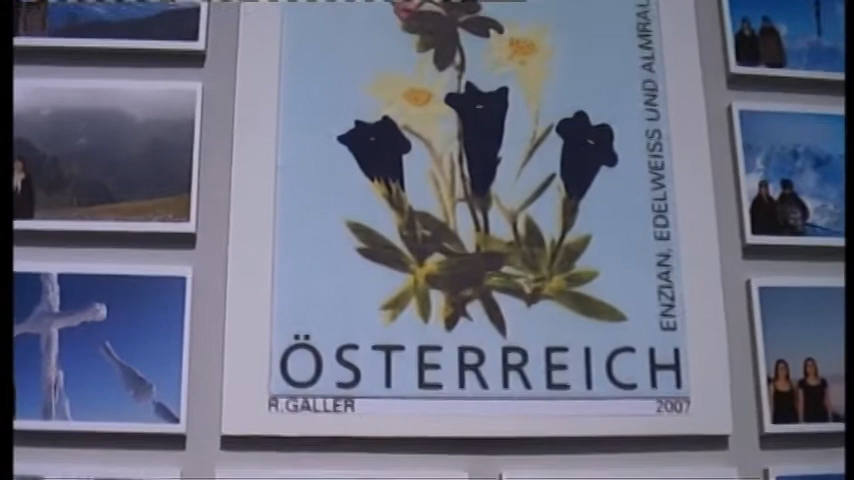 ENZIAN, EDELWEISS UND ALMRAU
ÖSTERREICH
R.GALLER 2007